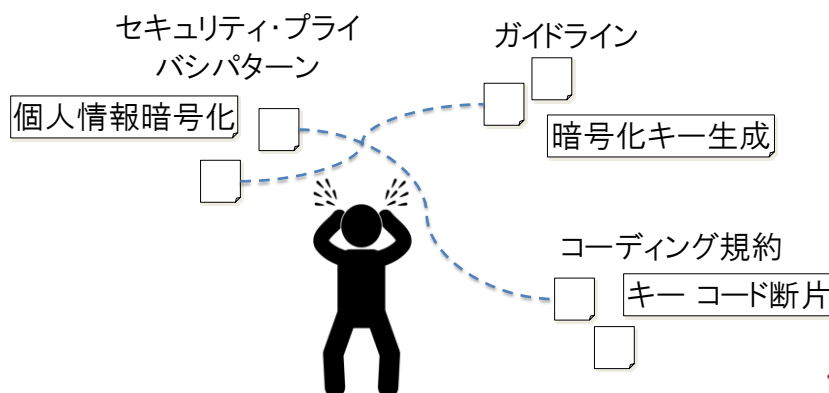 セキュリティ・プライ
バシパターン
個人情報暗号化
ガイドライン
暗号化キー生成
コーディング規約
キー コード断片